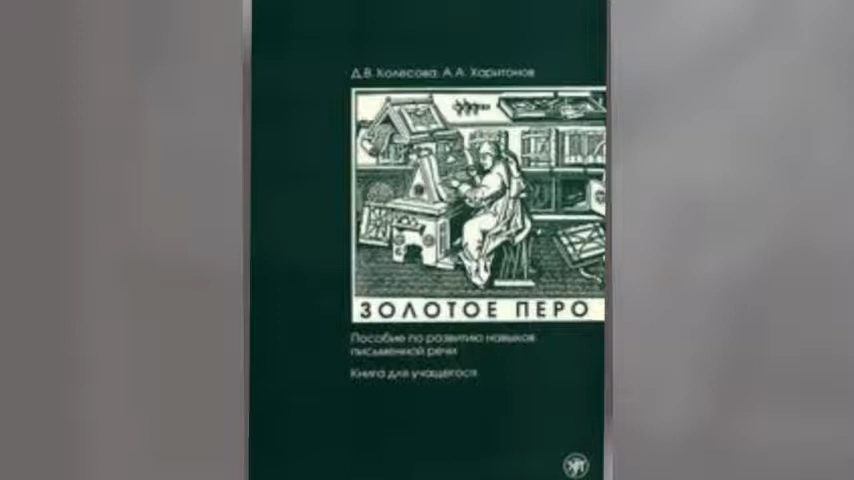 Д.В. Колесова, А.А. Харитонов
ЗОЛОТОЕ ПЕРО
Пособие по развитию навыков
письменной речи
Книга для учащегося